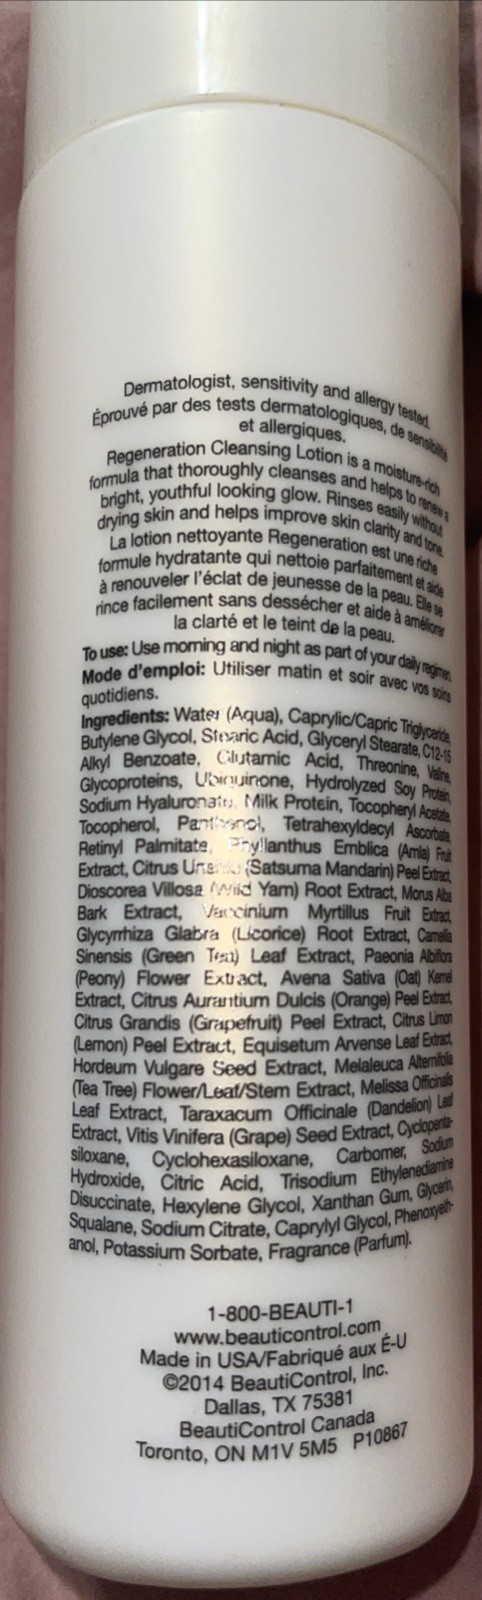 Dermatologist, sensitivity and allergy tested.
Éprouvé par des tests dermatologiques, de sensibilité
et allergiques.
Regeneration Cleansing Lotion is a moisture-rich
formula that thoroughly cleanses and helps to renew a
bright, youthful looking glow. Rinses easily without
drying skin and helps improve skin clarity and tone.
La lotion nettoyante Regeneration est une riche
formule hydratante qui nettoie parfaitement et aide
à renouveler l'éclat de jeunesse de la peau. Elle se
rince facilement sans dessécher et aide à améliorer
la clarté et le teint de la peau.
To use: Use morning and night as part of your daily regimen.
Mode d'emploi: Utiliser matin et soir avec vos soins
quotidiens.
Ingredients: Water (Aqua), Caprylic/Capric Triglyceride,
Butylene Glycol, Stearic Acid, Glyceryl Stearate, C12-15
Alkyl Benzoate, Glutamic Acid, Threonine, Valine,
Glycoproteins, Ubiquinone, Hydrolyzed Soy Protein,
Sodium Hyaluronate, Milk Protein, Tocopheryl Acetate,
Tocopherol, Panthenol, Tetrahexyldecyl Ascorbate,
Retinyl Palmitate, Phyllanthus Emblica (Amla) Fruit
Extract, Citrus Unshiu (Satsuma Mandarin) Peel Extract,
Dioscorea Villosa (Wild Yam) Root Extract, Morus Alba
Bark Extract, Vaccinium Myrtillus Fruit Extract,
Glycyrrhiza Glabra (Licorice) Root Extract, Camellia
Sinensis (Green Tea) Leaf Extract, Paeonia Albiflora
(Peony) Flower Extract, Avena Sativa (Oat) Kernel
Extract, Citrus Aurantium Dulcis (Orange) Peel Extract,
Citrus Grandis (Grapefruit) Peel Extract, Citrus Limon
(Lemon) Peel Extract, Equisetum Arvense Leaf Extract,
Hordeum Vulgare Seed Extract, Melaleuca Alternifolia
(Tea Tree) Flower/Leaf/Stem Extract, Melissa Officinalis
Leaf Extract, Taraxacum Officinale (Dandelion) Leaf
Extract, Vitis Vinifera (Grape) Seed Extract, Cyclopenta-
siloxane, Cyclohexasiloxane, Carbomer, Sodium
Hydroxide, Citric Acid, Trisodium Ethylenediamine
Disuccinate, Hexylene Glycol, Xanthan Gum, Glycerin,
Squalane, Sodium Citrate, Caprylyl Glycol, Phenoxyeth-
anol, Potassium Sorbate, Fragrance (Parfum).
1-800-BEAUTI-1
www.beauticontrol.com
Made in USA/Fabriqué aux É-U
©2014 BeautiControl, Inc.
Dallas, TX 75381
BeautiControl Canada
Toronto, ON M1V 5M5 P10867